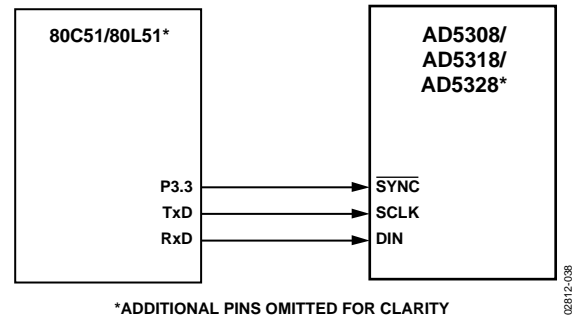 80C51/80L51*
AD5308/
AD5318/
AD5328*
P3.3
TxD
RxD
SYNC
SCLK
DIN
*ADDITIONAL PINS OMITTED FOR CLARITY
02812-038